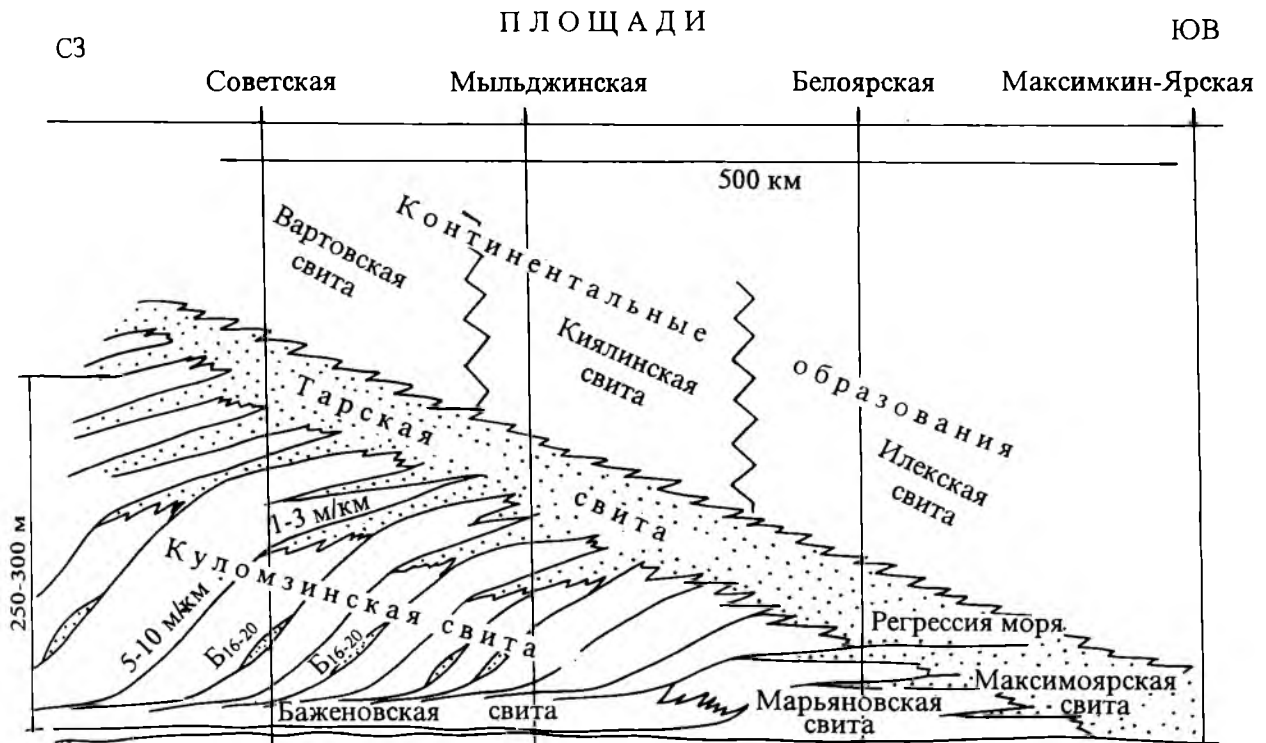 ПЛОЩАДИ
СЗ
ЮВ
Советская
Мыльджинская
Белоярская
Максимкин-Ярская
500 км
Континентальные
образования
Вартовская
свита
Киялинская
свита
Илекская
свита
Тарская
свита
1-3 м/км
250-300 м
Куломзинская свита
5-10 м/км
Б16-20
Б16-20
Регрессия моря
Максимоярская
свита
Баженовская свита
Марьяновская
свита